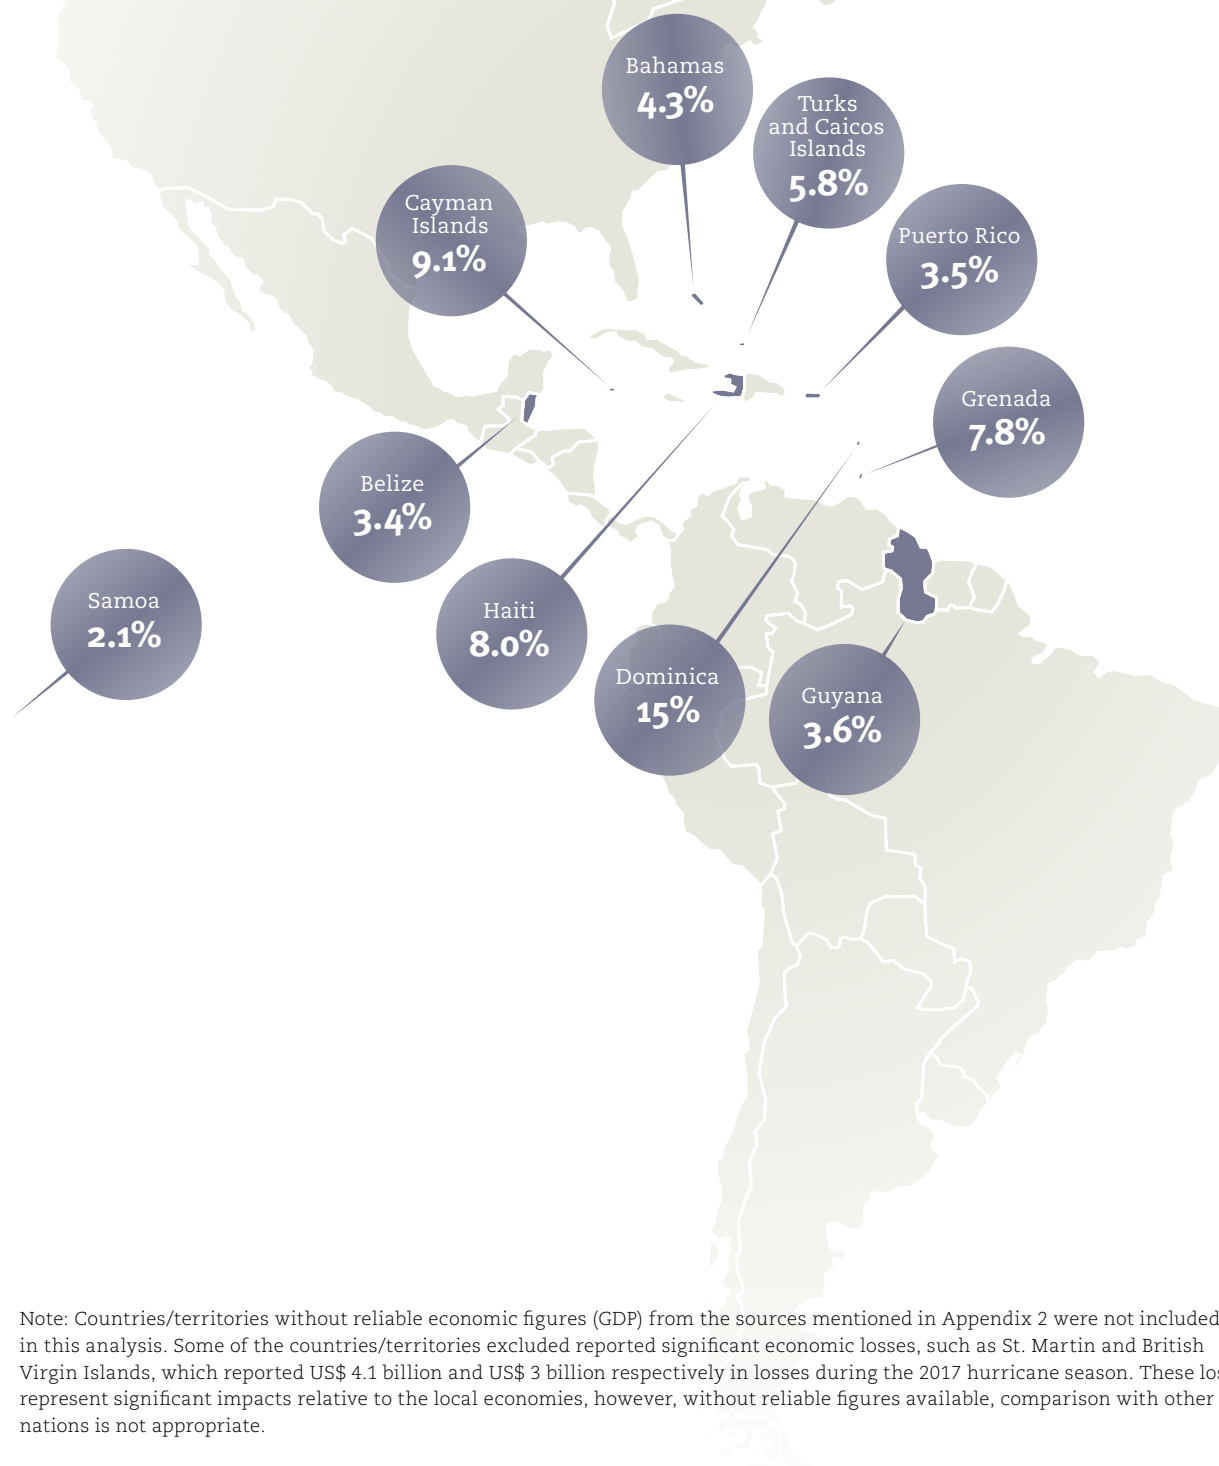 Bahamas
4.3%
Turks
and Caicos
Islands
5.8%
Cayman
Islands
9.1%
Puerto Rico
3.5%
Grenada
7.8%
Belize
3.4%
Samoa
2.1%
Haiti
8.0%
Dominica
15%
Guyana
3.6%
Note: Countries/territories without reliable economic figures (GDP) from the sources mentioned in Appendix 2 were not included
in this analysis. Some of the countries/territories excluded reported significant economic losses, such as St. Martin and British
Virgin Islands, which reported US$ 4.1 billion and US$ 3 billion respectively in losses during the 2017 hurricane season. These
represent significant impacts relative to the local economies, however, without reliable figures available, comparison with other
nations is not appropriate.